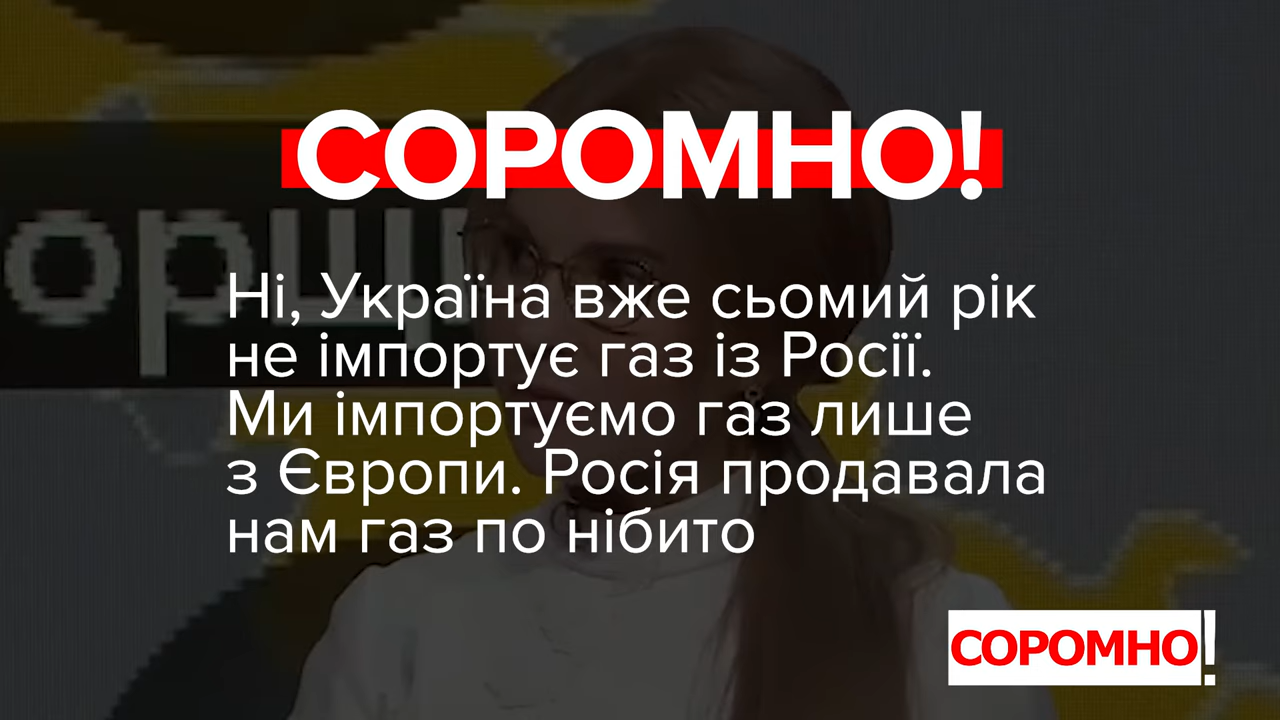 СОРОМНО!
орщ
Ні, Україна вже сьомий рік
не імпортує газ із Росії.
Ми імпортуємо газ лише
з Європи. Росія продавала
нам газ по нібито
СОРОМНО!